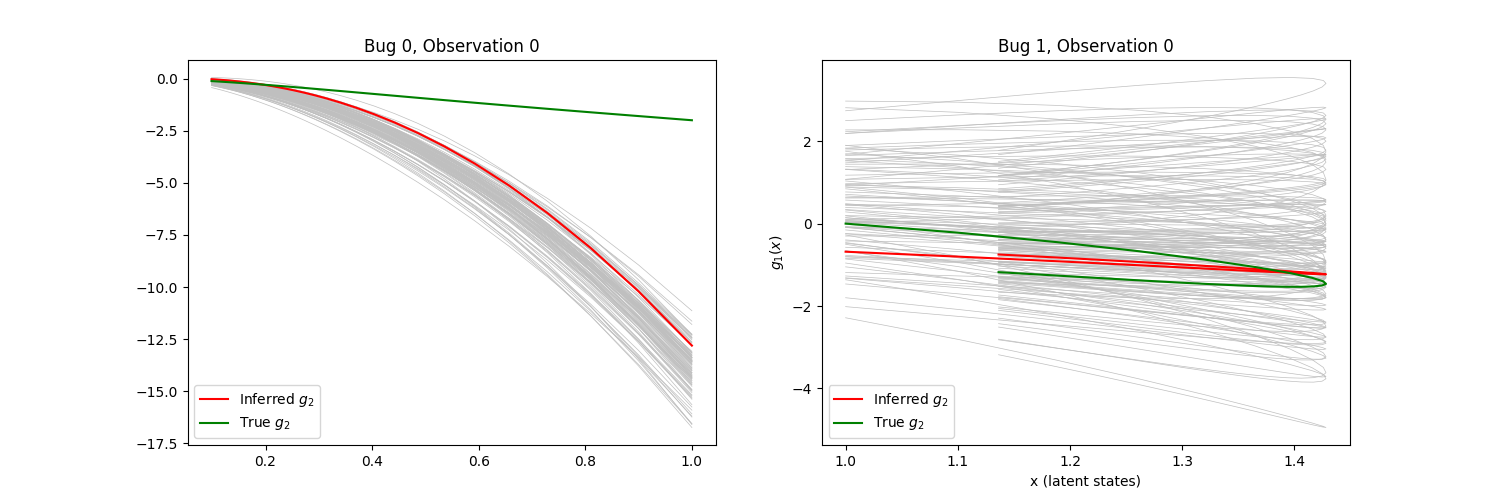 Bug 0, Observation 0
0.0
−2.5
−5.0
−7.5
−10.0
−12.5
−15.0
−17.5
0.2 0.4 0.6 0.8 1.0
Inferred g₂
True g₂
Bug 1, Observation 0
g₁(x)
2
0
−2
−4
1.0 1.1 1.2 1.3 1.4
x (latent states)
Inferred g₂
True g₂